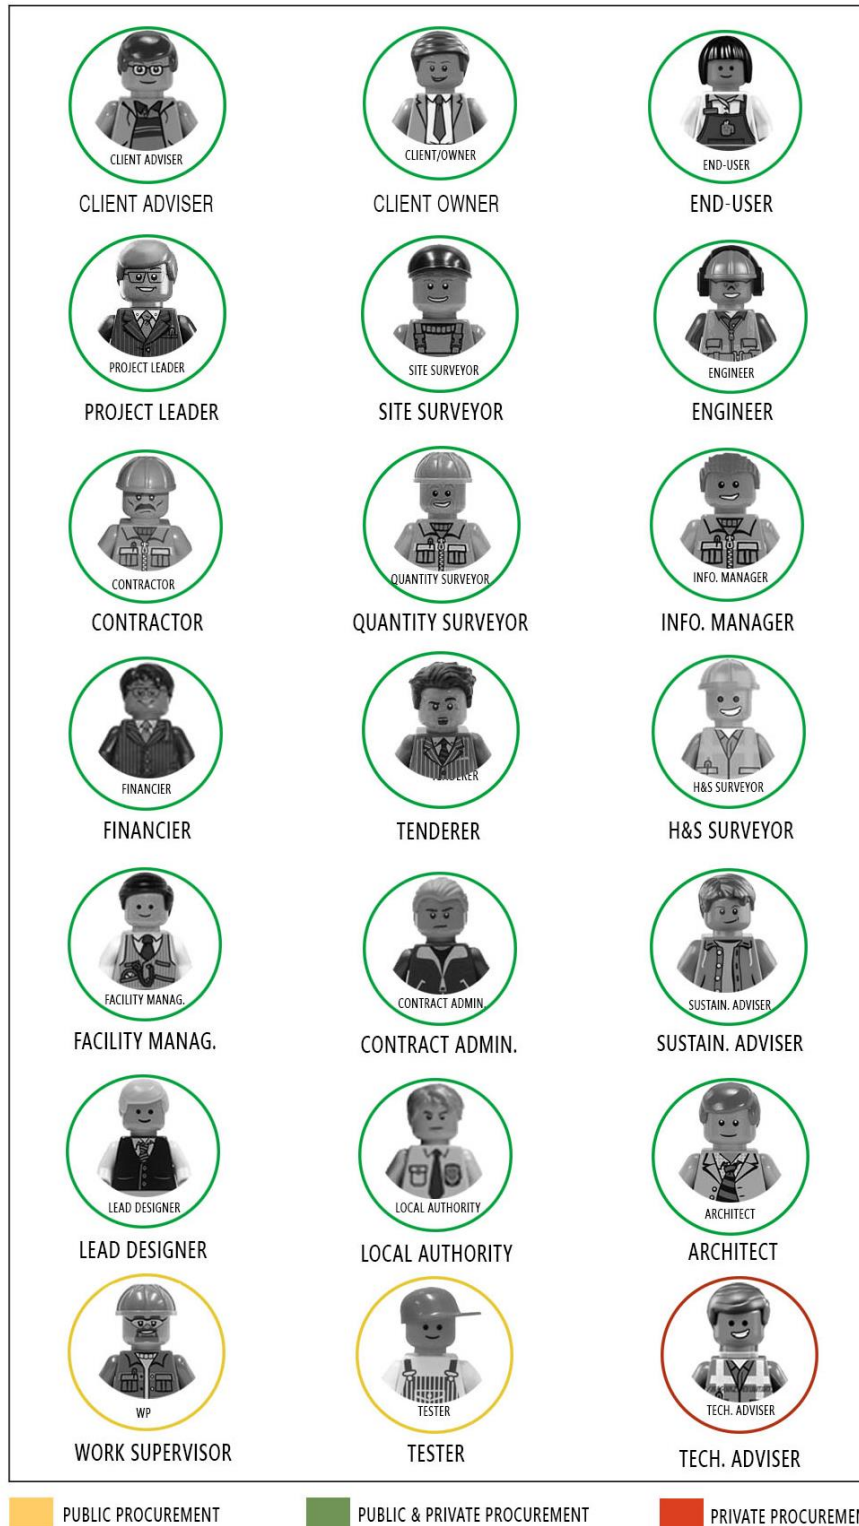 CLIENT ADVISER
CLIENT/OWNER
END-USER
CLIENT ADVISER
CLIENT OWNER
END-USER
PROJECT LEADER
SITE SURVEYOR
ENGINEER
PROJECT LEADER
SITE SURVEYOR
ENGINEER
CONTRACTOR
QUANTITY SURVEYOR
INFO. MANAGER
CONTRACTOR
QUANTITY SURVEYOR
INFO. MANAGER
FINANCIER
TENDERER
H&S SURVEYOR
FINANCIER
TENDERER
H&S SURVEYOR
FACILITY MANAG.
CONTRACT ADMIN.
SUSTAIN. ADVISER
FACILITY MANAG.
CONTRACT ADMIN.
SUSTAIN. ADVISER
LEAD DESIGNER
LOCAL AUTHORITY
ARCHITECT
LEAD DESIGNER
LOCAL AUTHORITY
ARCHITECT
WP
TESTER
TECH. ADVISER
WORK SUPERVISOR
TESTER
TECH. ADVISER
PUBLIC PROCUREMENT
PUBLIC & PRIVATE PROCUREMENT
PRIVATE PROCUREMEN